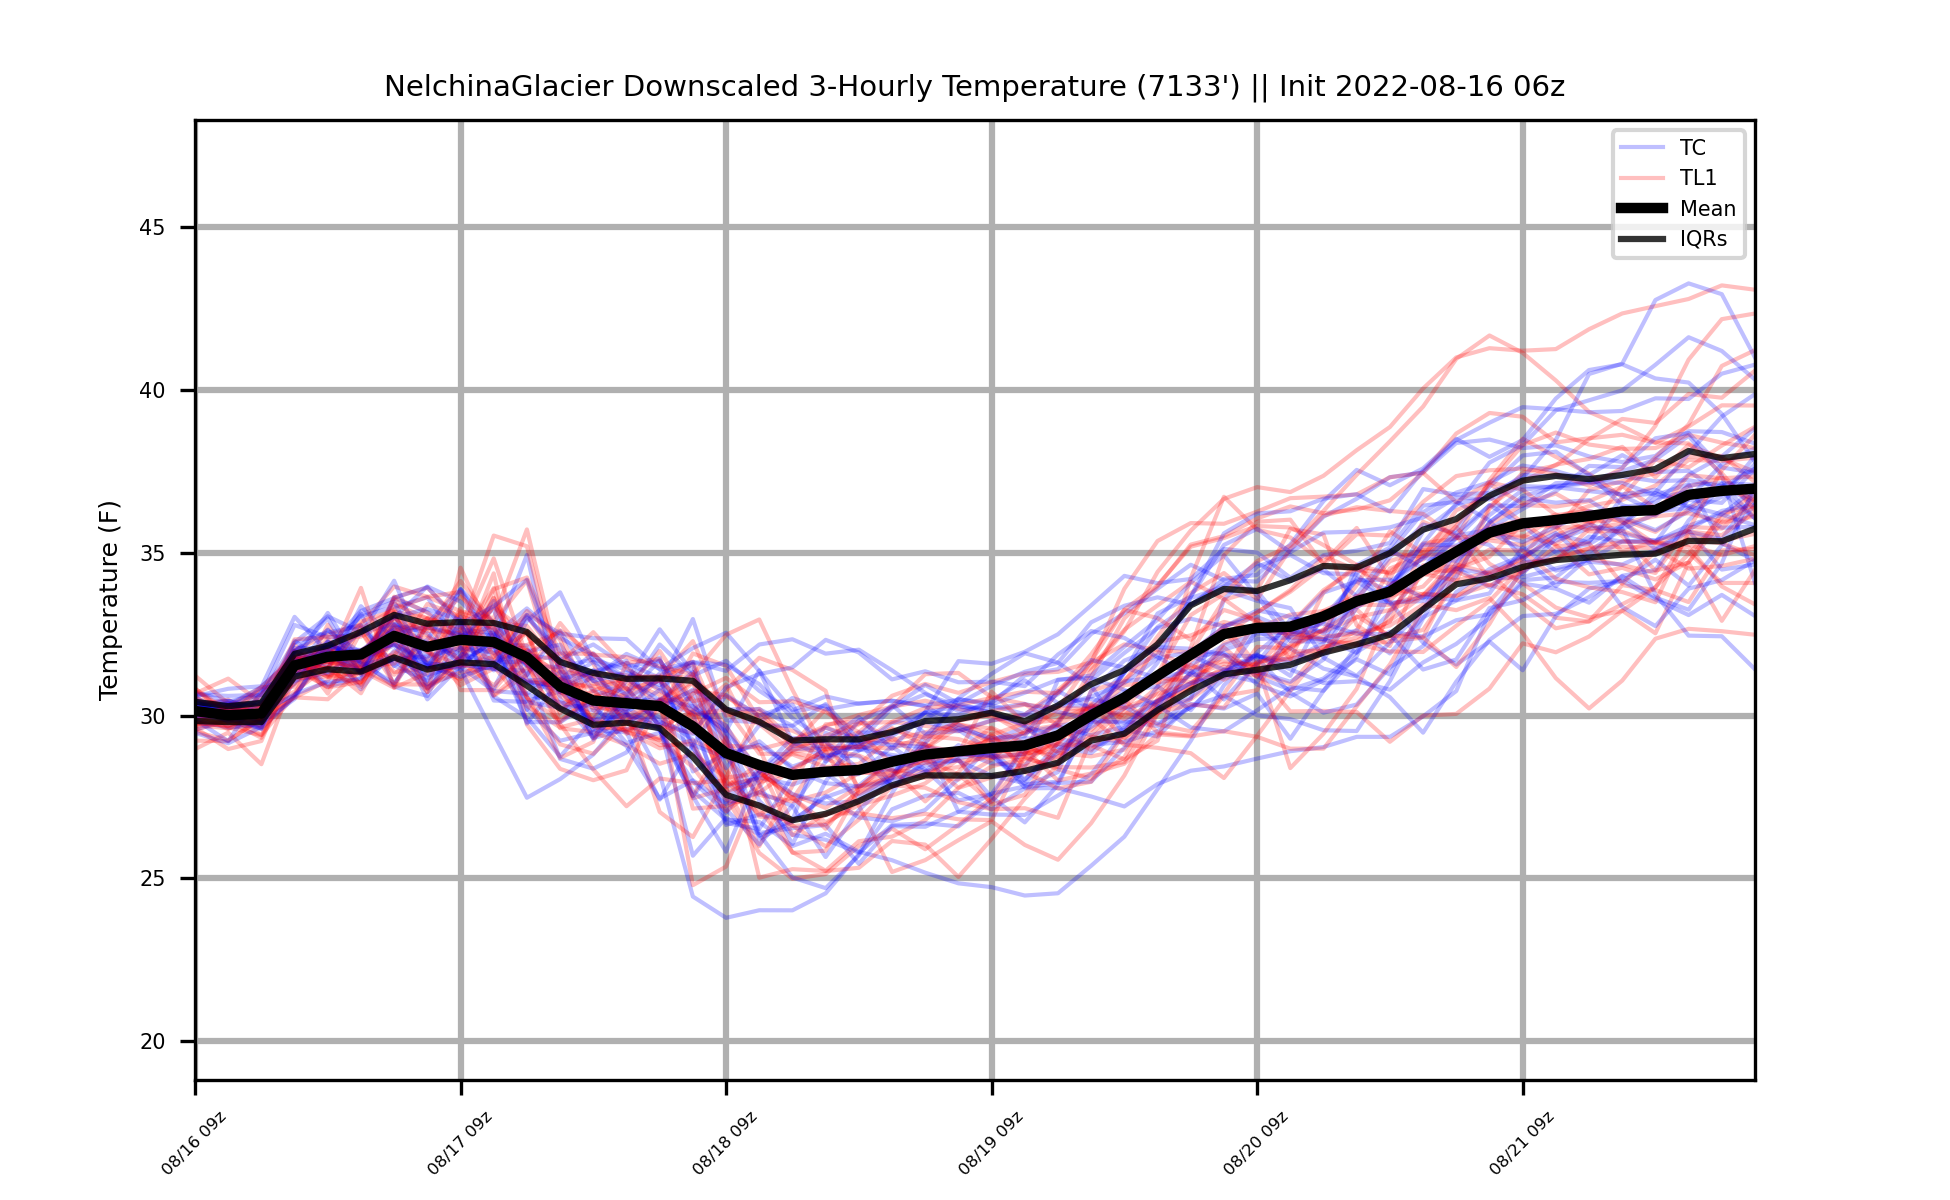 NelchinaGlacier Downscaled 3-Hourly Temperature (7133') || Init 2022-08-16 06z
TC
TL1
Mean
IQRs
Temperature (F)
45
40
35
30
25
20
08/16 09z
08/17 09z
08/18 09z
08/19 09z
08/20 09z
08/21 09z